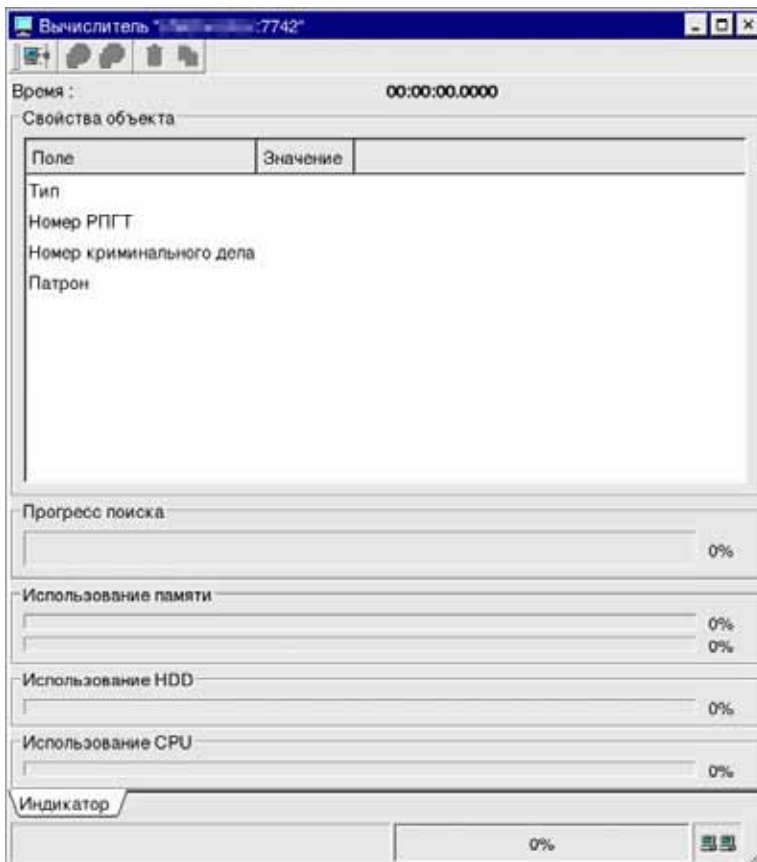 Вычислитель ":7742"
Время : 00:00:00.0000
Свойства объекта
Поле Значение
Тип
Номер РПГТ
Номер криминального дела
Патрон
Прогресс поиска
0%
Использование памяти
0%
0%
Использование HDD
0%
Использование CPU
0%
Индикатор
0%